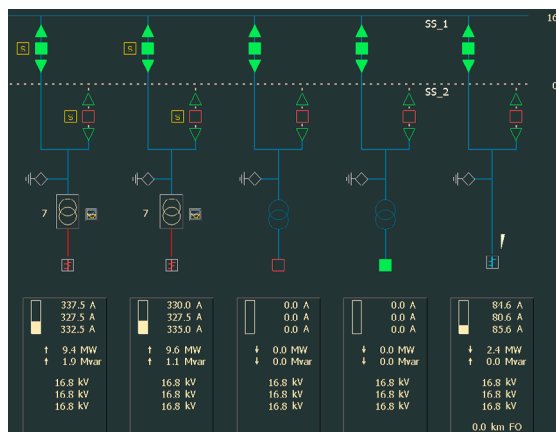 16
SS_1
S
S
0
SS_2
S
S
7
7
337.5 A
327.5 A
332.5 A
↑ 9.4 MW
↑ 1.9 Mvar
16.8 kV
16.8 kV
16.8 kV
330.0 A
327.5 A
335.0 A
↑ 9.6 MW
↑ 1.1 Mvar
16.8 kV
16.8 kV
16.8 kV
0.0 A
0.0 A
0.0 A
↓ 0.0 MW
↓ 0.0 Mvar
16.8 kV
16.8 kV
16.8 kV
0.0 A
0.0 A
0.0 A
↓ 0.0 MW
↓ 0.0 Mvar
16.8 kV
16.8 kV
16.8 kV
84.6 A
80.6 A
85.6 A
↓ 2.4 MW
↑ 0.0 Mvar
16.8 kV
16.8 kV
16.8 kV
0.0 km FO